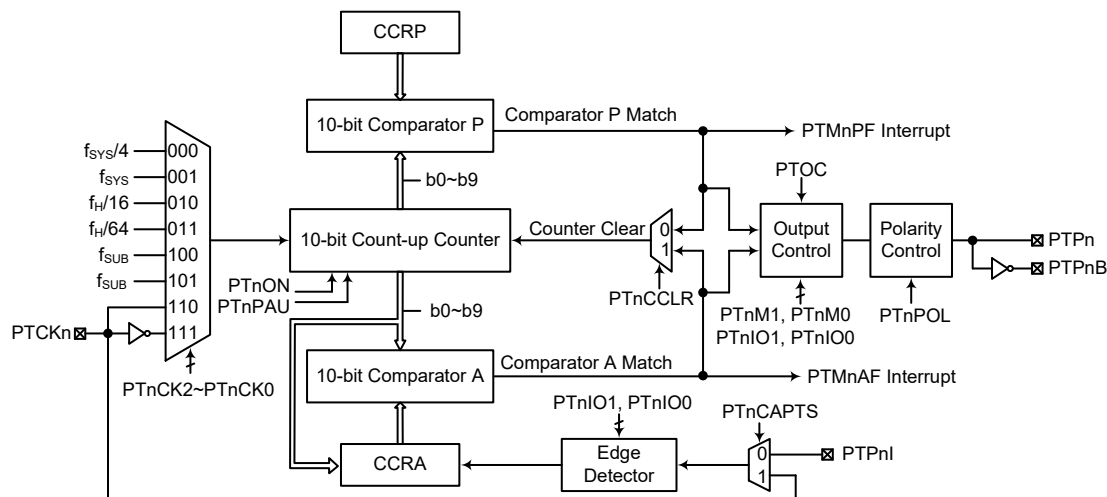 CCRP
10-bit Comparator P
Comparator P Match
PTMnPF Interrupt
b0~b9
fSYS/4
000
fSYS
001
fH/16
010
fH/64
011
fSUB
100
fSUB
101
110
111
PTCKn
PTnCK2~PTnCK0
10-bit Count-up Counter
PTnON
PTnPAU
Counter Clear
0
1
PTnCCLR
PTOC
Output
Control
PTnM1, PTnM0
PTnIO1, PTnIO0
Polarity
Control
PTnPOL
PTPn
PTPnB
b0~b9
10-bit Comparator A
Comparator A Match
PTMnAF Interrupt
CCRA
PTnIO1, PTnIO0
Edge
Detector
PTnCAPTS
0
1
PTPnI